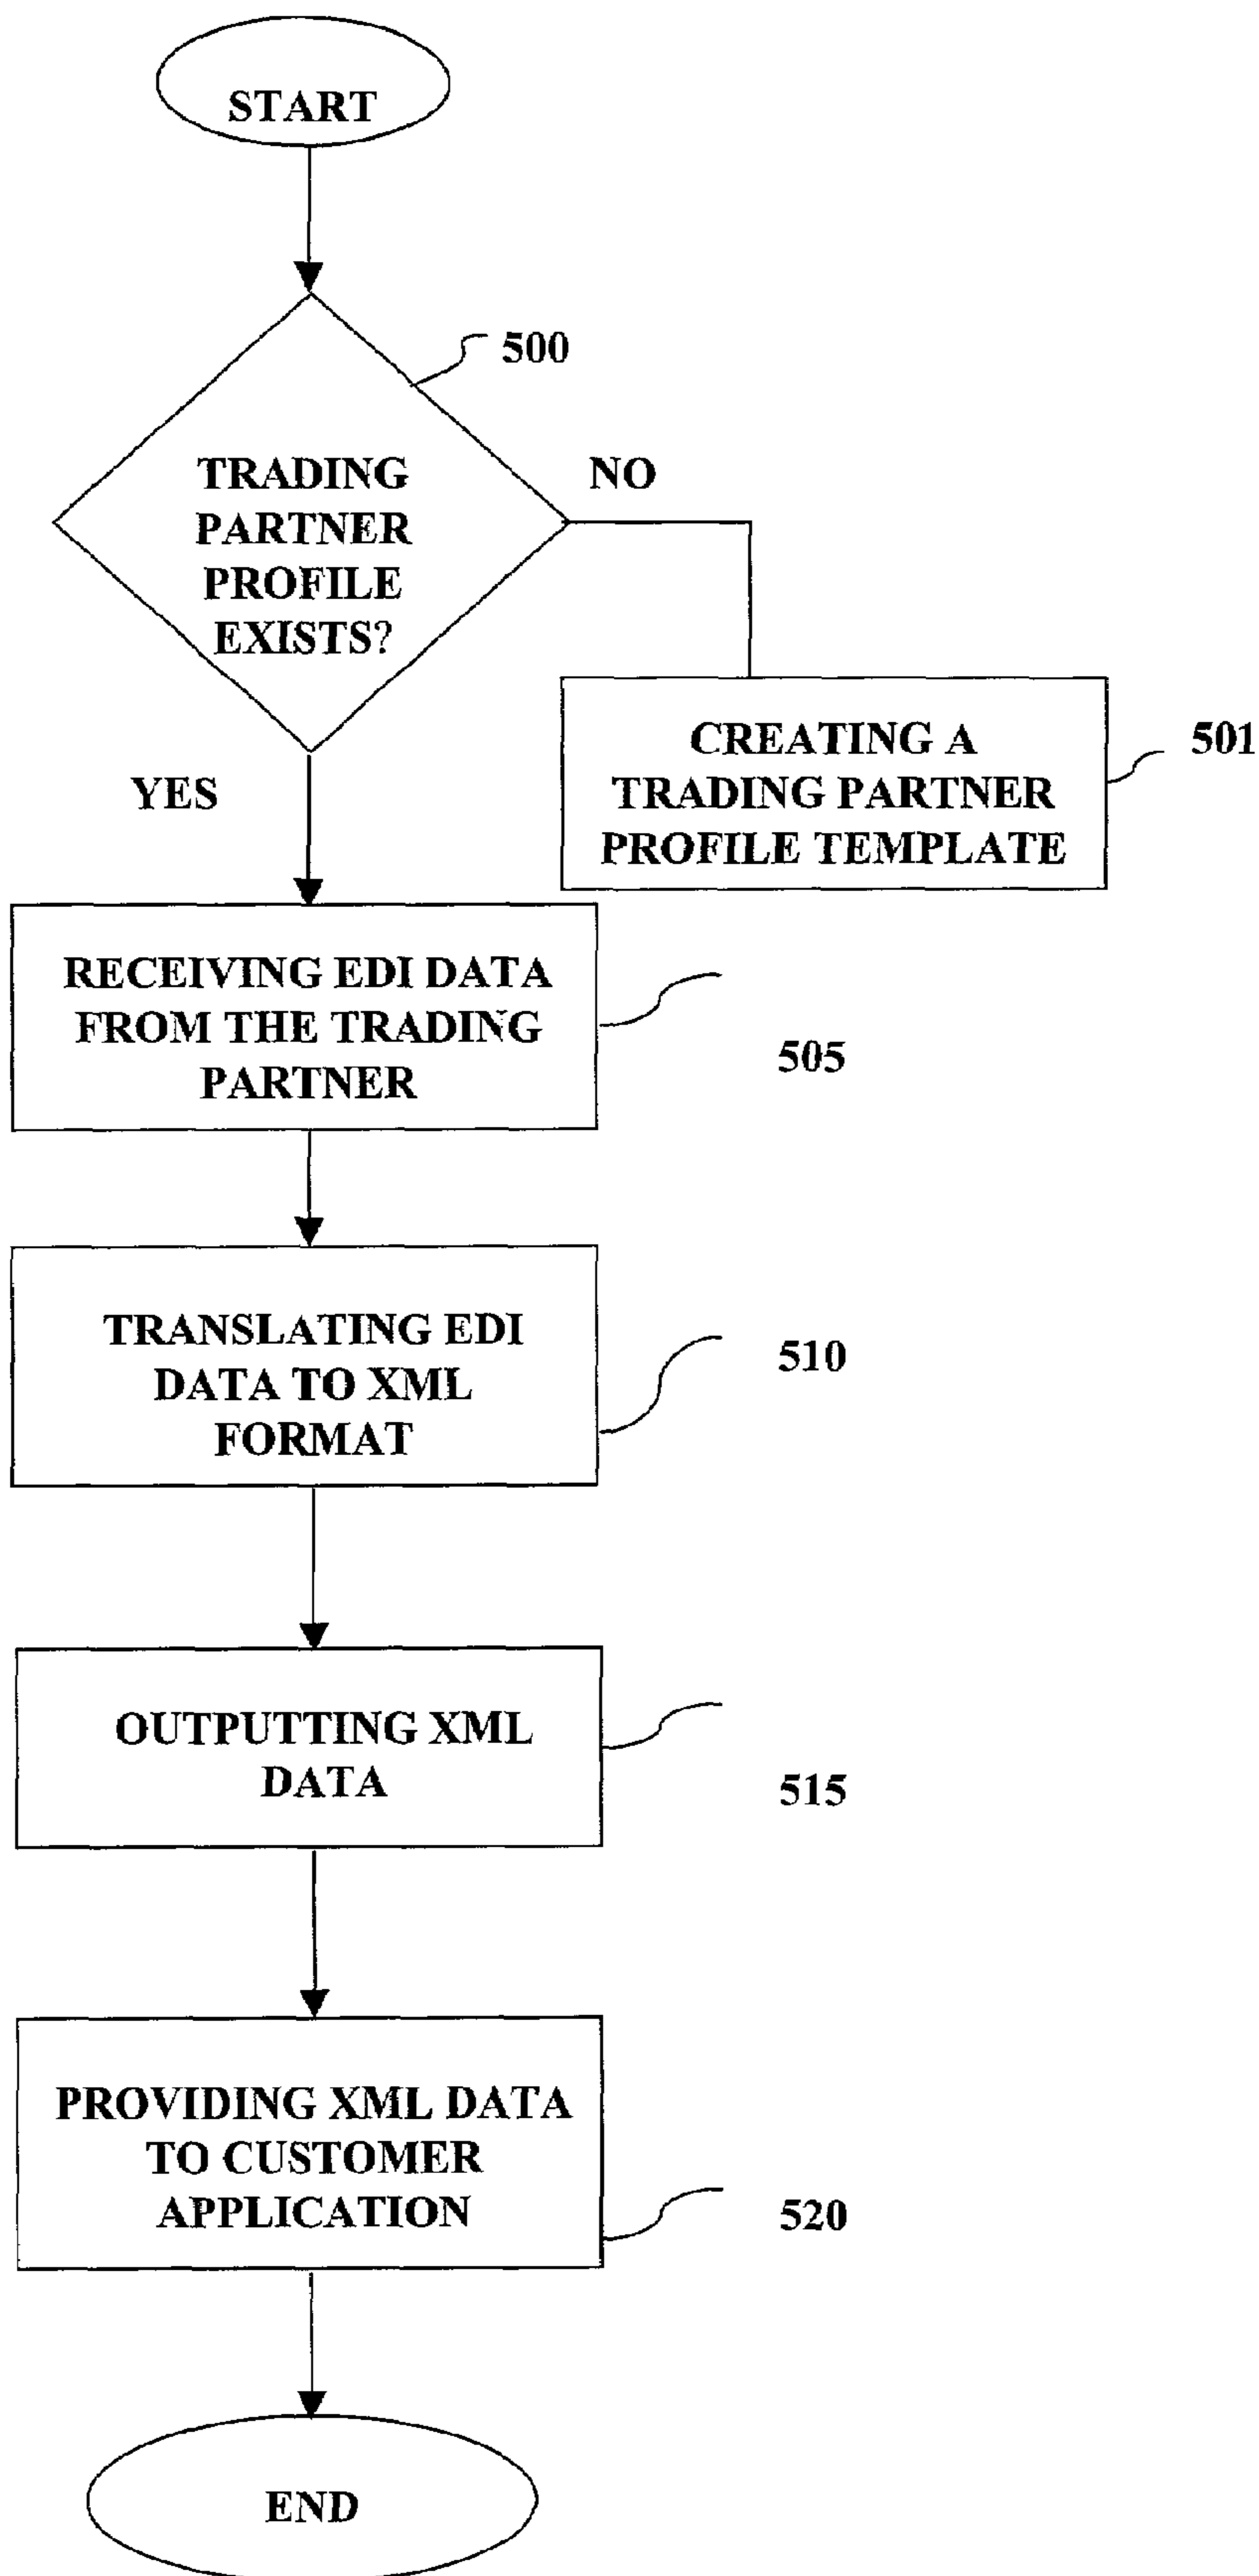 START
500
TRADING
PARTNER
PROFILE
EXISTS?
NO
CREATING A
TRADING PARTNER
PROFILE TEMPLATE
501
YES
RECEIVING EDI DATA
FROM THE TRADING
PARTNER
505
TRANSLATING EDI
DATA TO XML
FORMAT
510
OUTPUTTING XML
DATA
515
PROVIDING XML DATA
TO CUSTOMER
APPLICATION
520
END